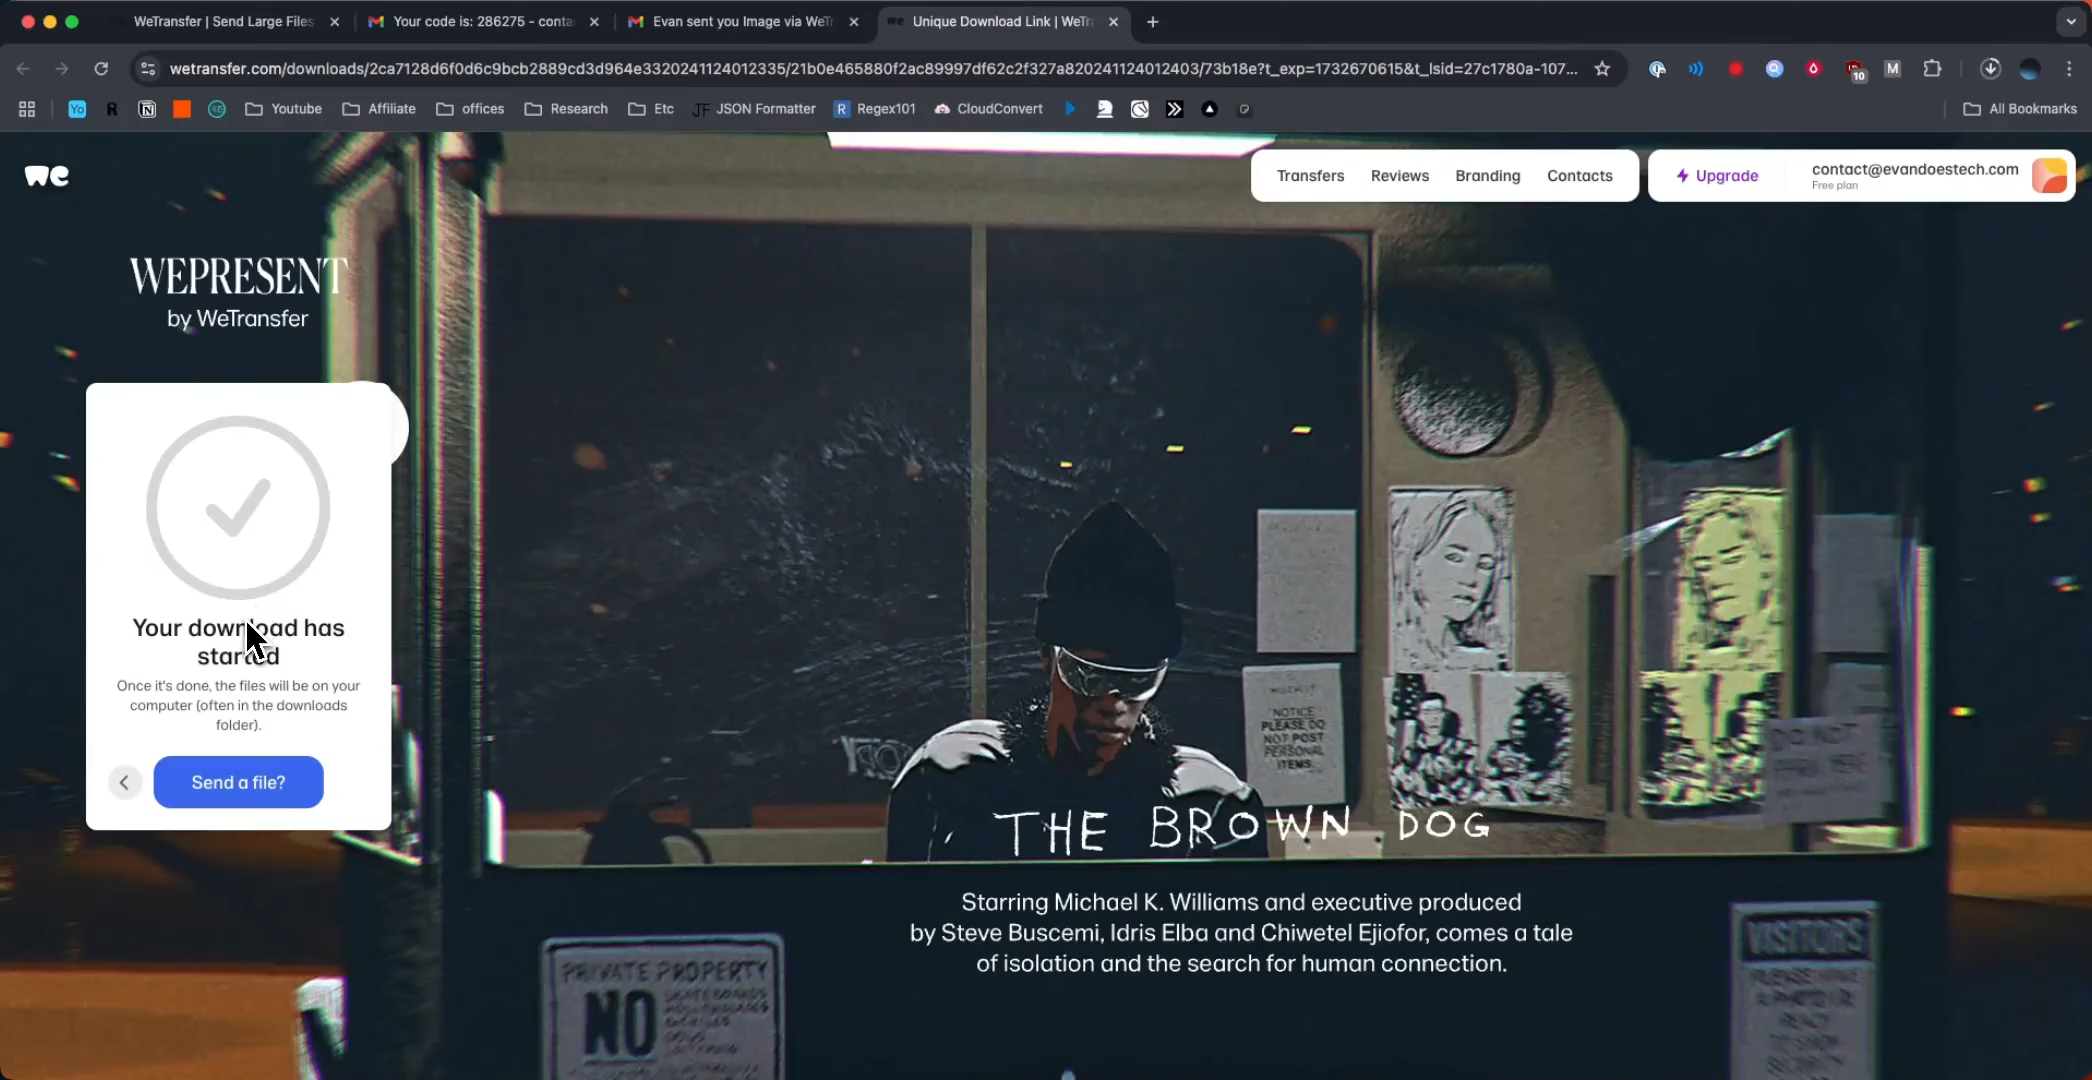 WeTransfer | Send Large Files
Your code is: 286275 - conta
Evan sent you Image via WeTr
Unique Download Link | WeTr
wetransfer.com/downloads/2ca7128d6f0d6c9bcb2889cd3d964e3320241124012335/21b0e465880f2ac89997df62c2f327a820241124012403/73b18e?t_exp=1732670615&t_lsid=27c1780a-107...
10
M
Yo
R
Youtube
Affiliate
offices
Research
Etc
JF JSON Formatter
R Regex101
CloudConvert
All Bookmarks
we
Transfers Reviews Branding Contacts
Upgrade
contact@evandoestech.com
Free plan
WEPRESENT
by WeTransfer
Your download has
started
Once it's done, the files will be on your
computer (often in the downloads
folder).
Send a file?
NOTICE
PLEASE DO
NOT POST
PERSONAL
ITEMS.
THE BROWN DOG
Starring Michael K. Williams and executive produced
by Steve Buscemi, Idris Elba and Chiwetel Ejiofor, comes a tale
of isolation and the search for human connection.
PRIVATE PROPERTY
NO
VISITORS